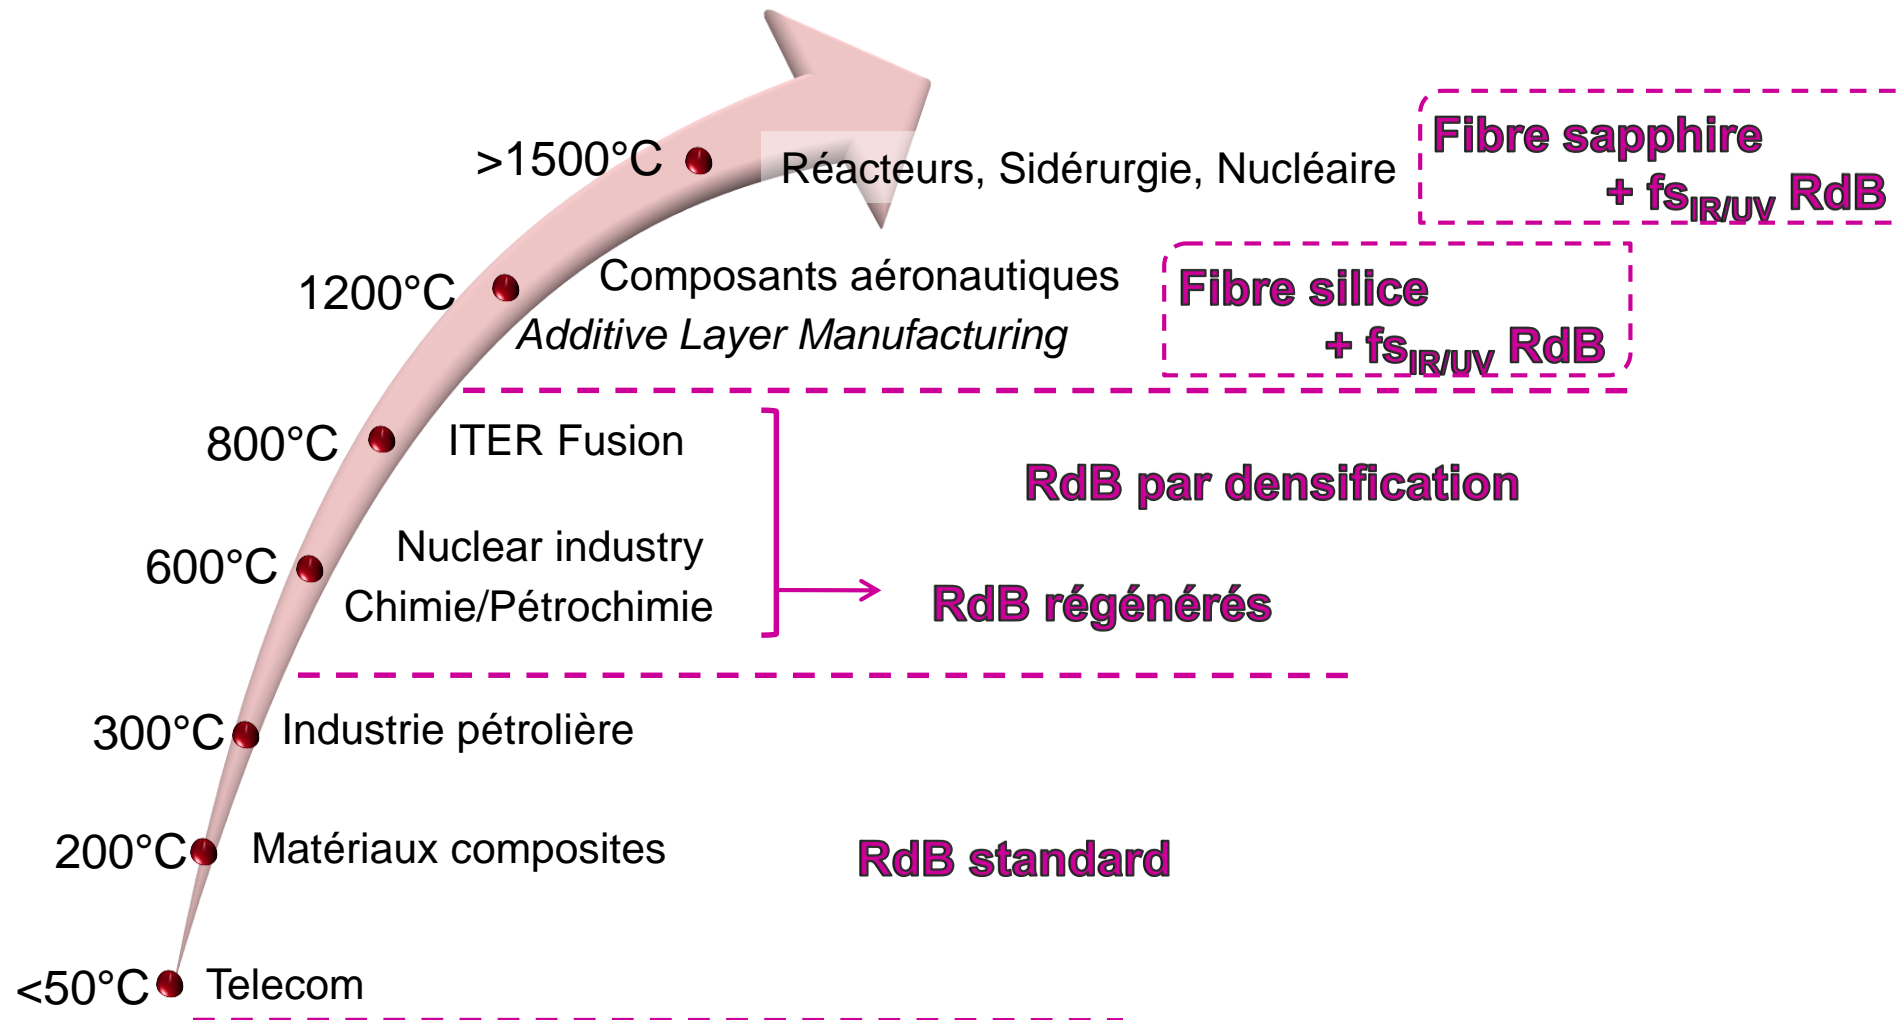 >1500°C
Réacteurs, Sidérurgie, Nucléaire
Fibre sapphire
+ fsIR/UV RdB
1200°C
Composants aéronautiques
Additive Layer Manufacturing
Fibre silice
+ fsIR/UV RdB
800°C
ITER Fusion
RdB par densification
600°C
Nuclear industry
Chimie/Pétrochimie
RdB régénérés
300°C
Industrie pétrolière
200°C
Matériaux composites
RdB standard
<50°C
Telecom